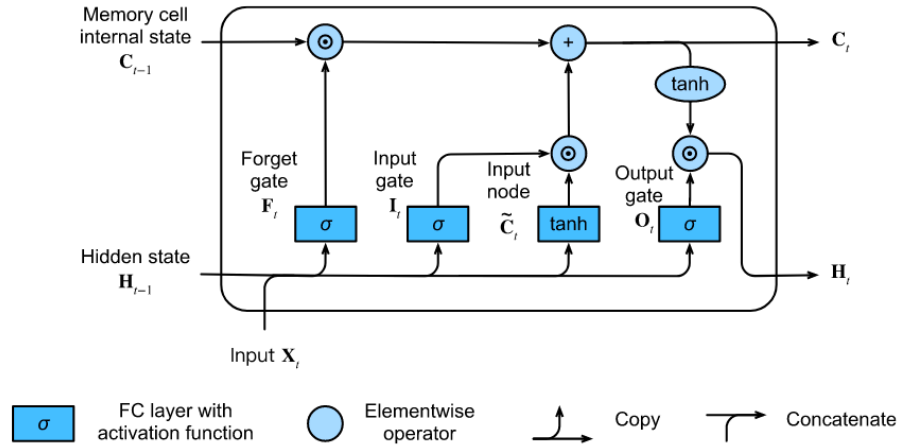 Memory cell
internal state
C_{t−1}
C_t
tanh
Forget
gate
F_t
Input
gate
I_t
Input
node
C̃_t
Output
gate
O_t
σ
σ
tanh
σ
Hidden state
H_{t−1}
H_t
Input X_t
σ
FC layer with
activation function
Elementwise
operator
Copy
Concatenate